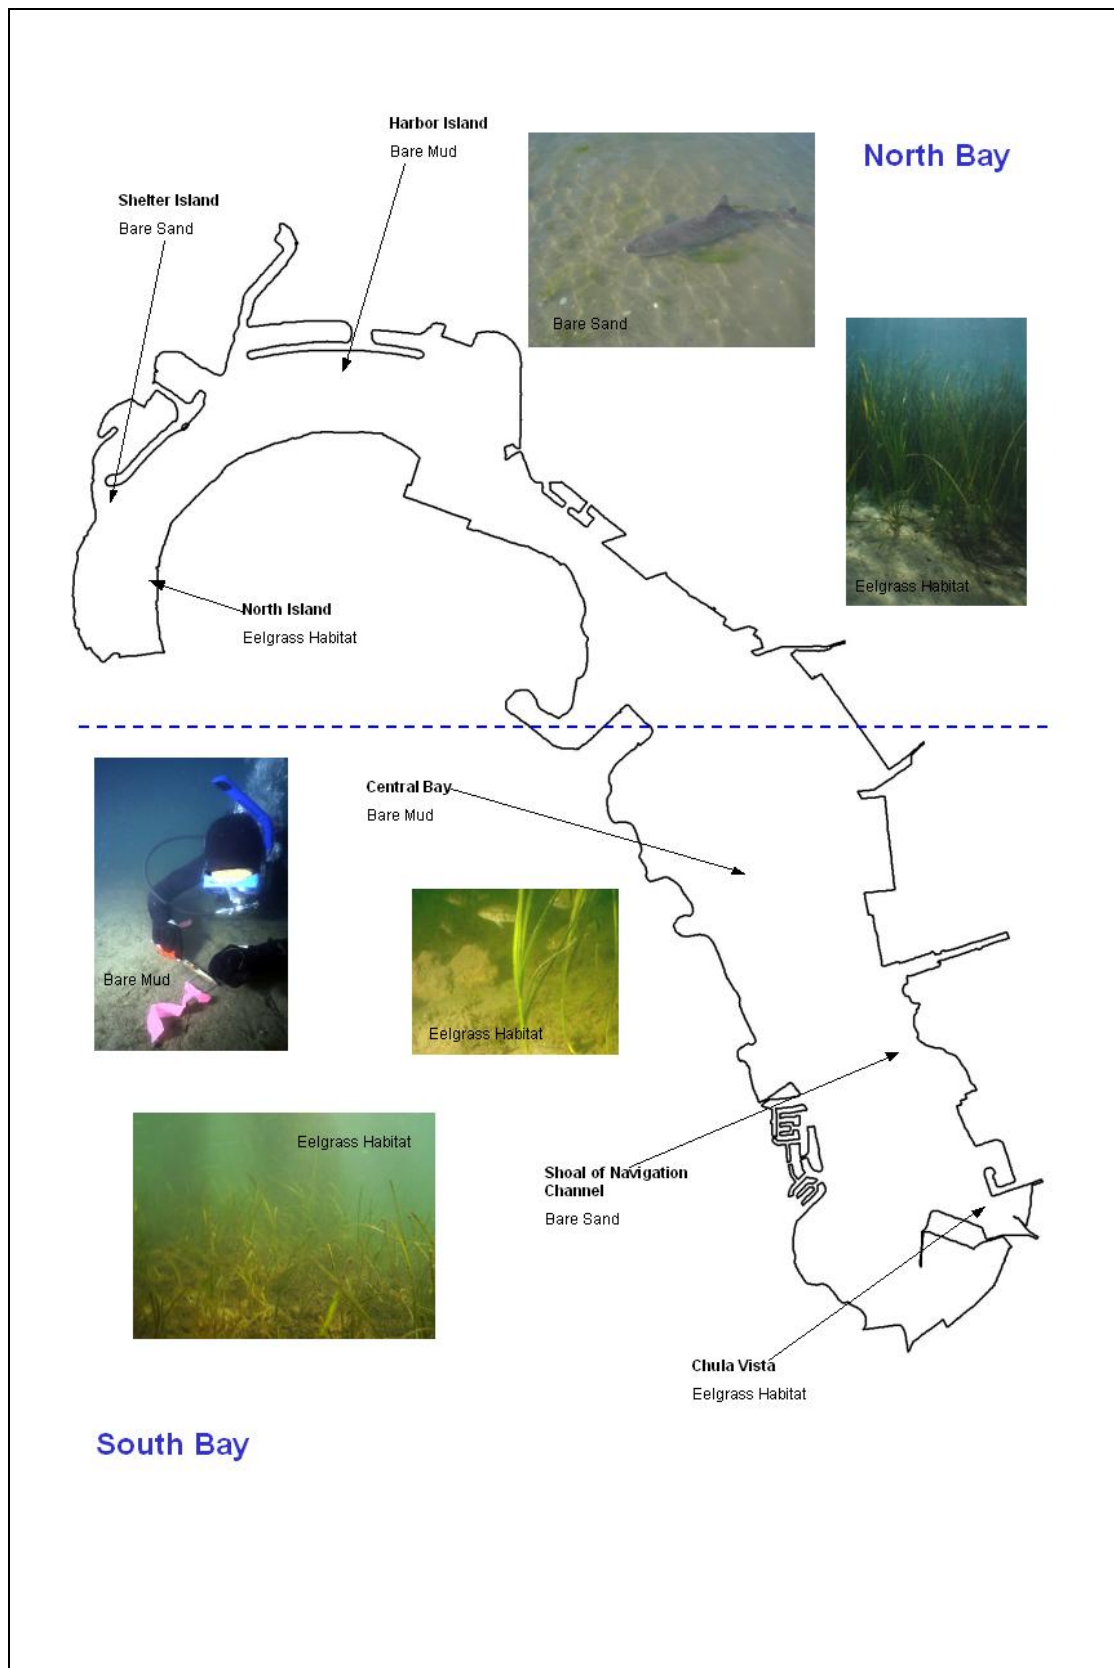 Harbor Island
Bare Mud
North Bay
Shelter Island
Bare Sand
Bare Sand
Eelgrass Habitat
North Island
Eelgrass Habitat
Central Bay
Bare Mud
Bare Mud
Eelgrass Habitat
Eelgrass Habitat
Shoal of Navigation
Channel
Bare Sand
Chula Vista
Eelgrass Habitat
South Bay